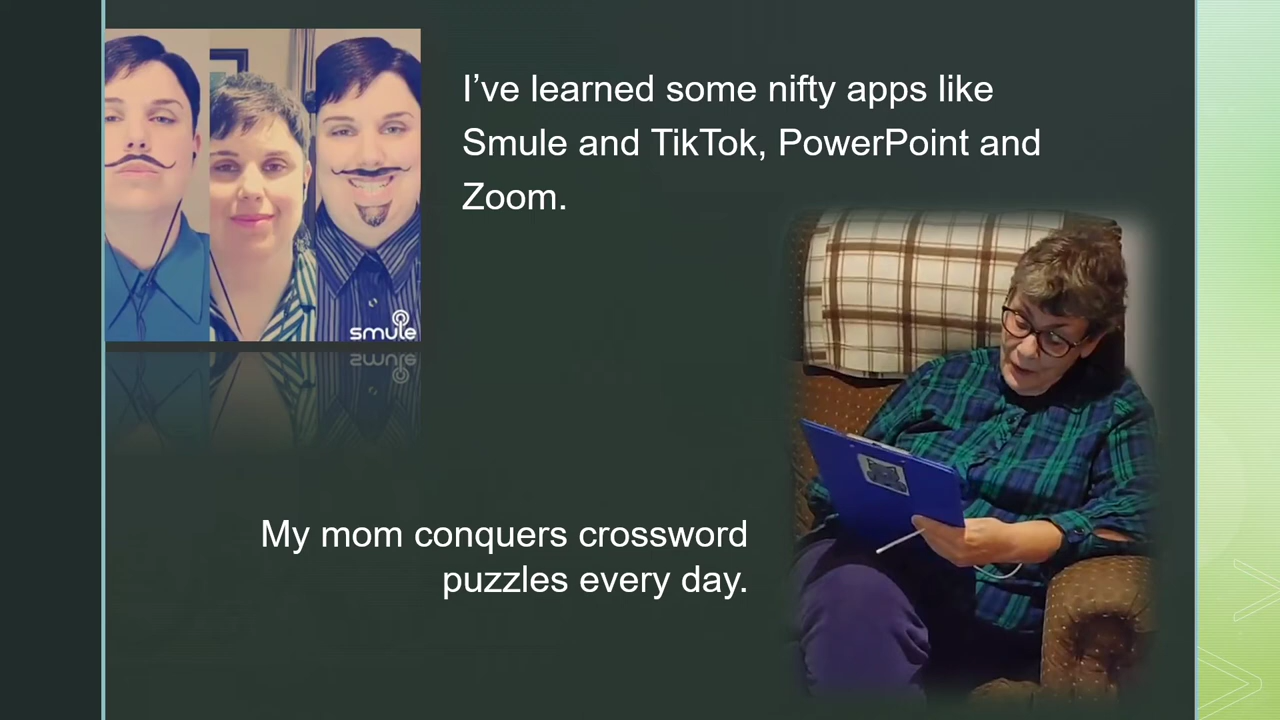 I’ve learned some nifty apps like
Smule and TikTok, PowerPoint and
Zoom.
smule
My mom conquers crossword
puzzles every day.